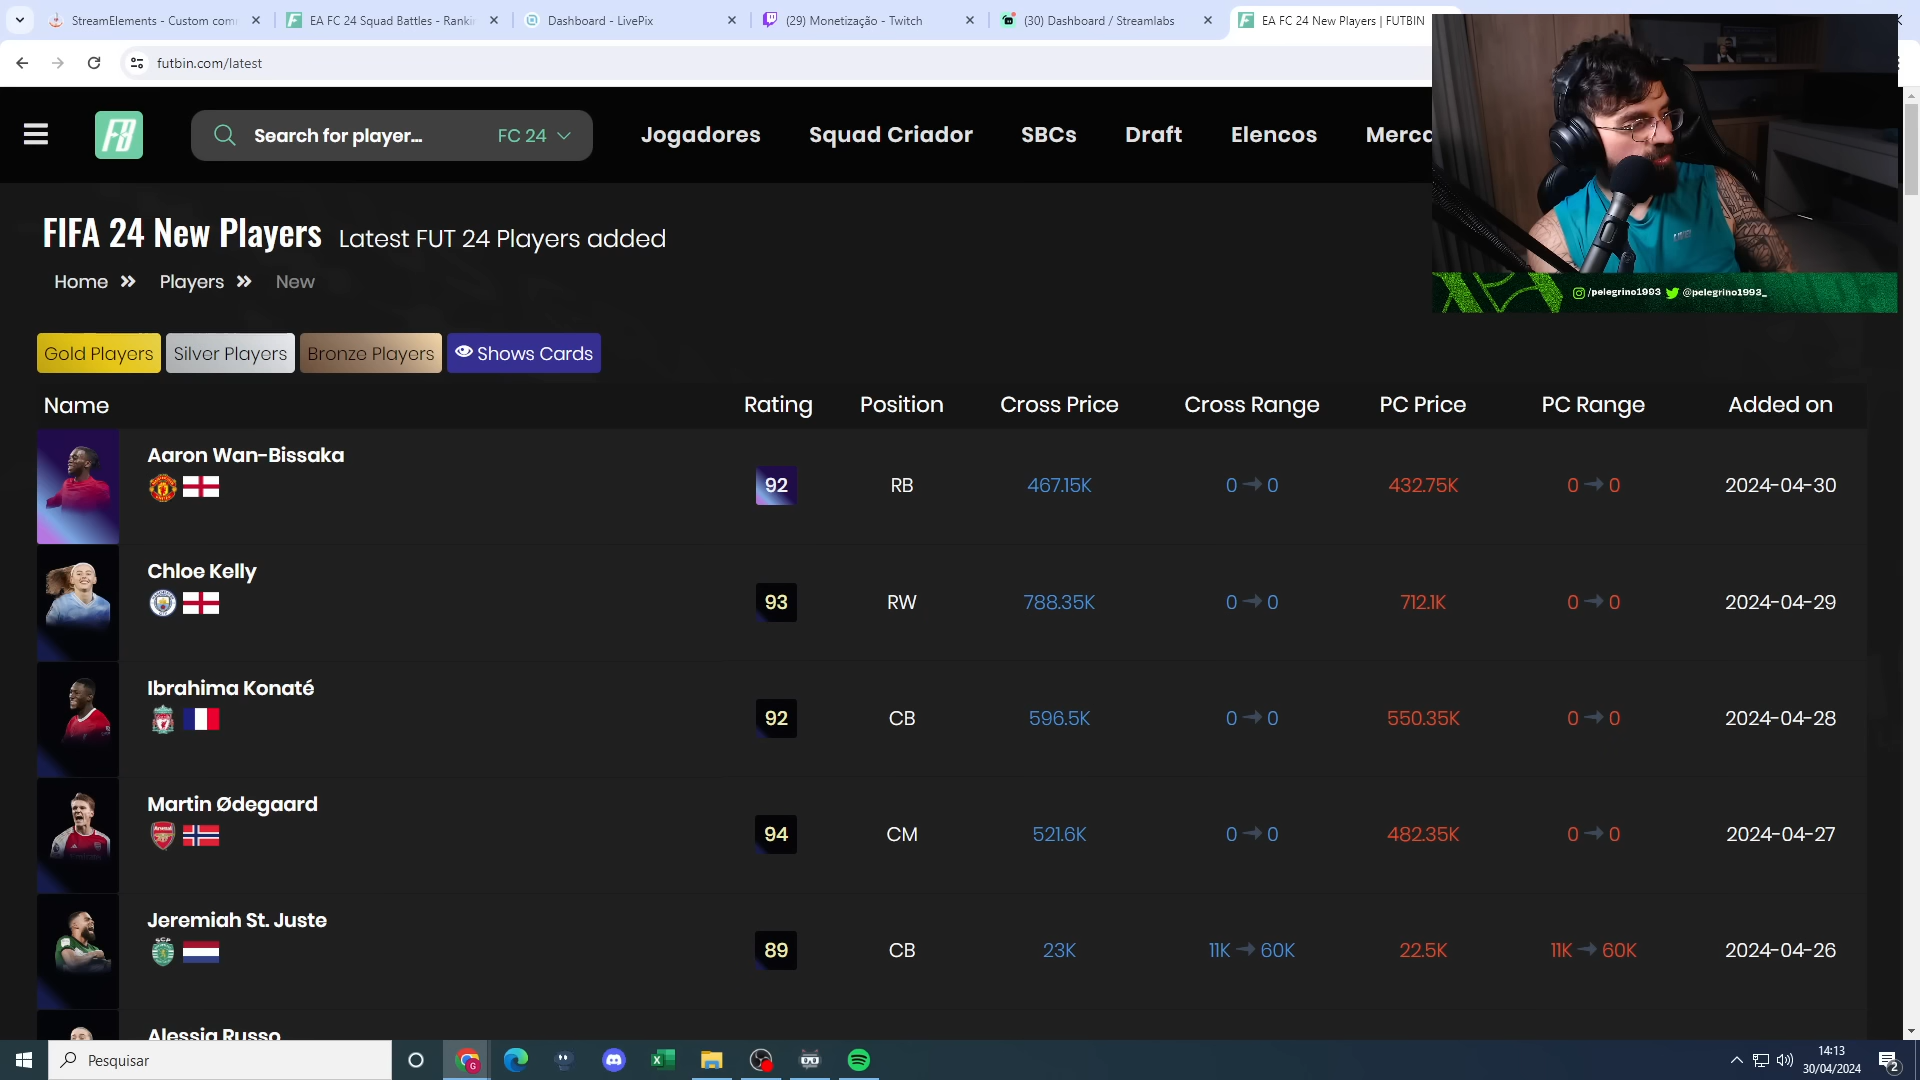 StreamElements - Custom com
EA FC 24 Squad Battles - Rankin
Dashboard - LivePix
(29) Monetização - Twitch
(30) Dashboard / Streamlabs
EA FC 24 New Players | FUTBIN
futbin.com/latest
Search for player...
FC 24
Jogadores
Squad Criador
SBCs
Draft
Elencos
Merc
FIFA 24 New Players
Latest FUT 24 Players added
/pelegrino1993
@pelegrino1993_
Home
Players
New
Gold Players
Silver Players
Bronze Players
Shows Cards
Name
Rating
Position
Cross Price
Cross Range
PC Price
PC Range
Added on
Aaron Wan-Bissaka
92
RB
467.15K
0 → 0
432.75K
0 → 0
2024-04-30
Chloe Kelly
93
RW
788.35K
0 → 0
712.1K
0 → 0
2024-04-29
Ibrahima Konaté
92
CB
596.5K
0 → 0
550.35K
0 → 0
2024-04-28
Martin Ødegaard
94
CM
521.6K
0 → 0
482.35K
0 → 0
2024-04-27
Jeremiah St. Juste
89
CB
23K
11K → 60K
22.5K
11K → 60K
2024-04-26
Alessia Russo
Pesquisar
14:13
30/04/2024
2